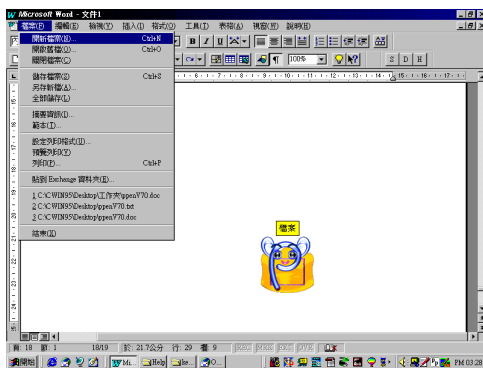 Microsoft Word - 文件1
檔案(F) 編輯(E) 檢視(V) 插入(I) 格式(O) 工具(T) 表格(A) 視窗(W) 說明(H)
開新檔案(N)... Ctrl+N
開啟舊檔(O)... Ctrl+O
關閉檔案(C)
儲存檔案(S) Ctrl+S
另存新檔(A)...
全部儲存(L)
摘要資訊(I)...
範本(T)...
設定列印格式(U)...
預覽列印(V)
列印(P)... Ctrl+P
貼到 Exchange 資料夾(E)...
1 C:\C\WIN95\Desktop\工作夾\ppenV70.doc
2 C:\C\WIN95\Desktop\ppenV70.txt
3 C:\C\WIN95\Desktop\ppenV70.doc
結束(X)
B I U
100%
S D H
檔案
頁 18 節 1 18/19 於: 21.7公分 行: 29 欄: 9
開始 Mi... Help O... PM 03:28